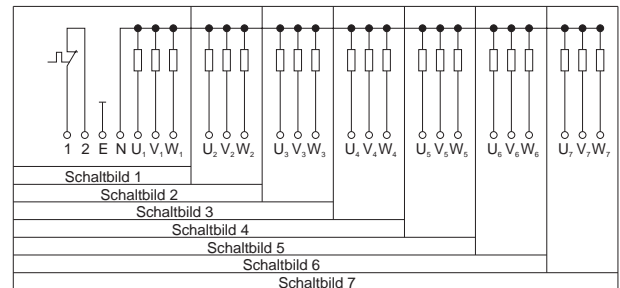 1 2 E N U₁ V₁ W₁ U₂ V₂ W₂ U₃ V₃ W₃ U₄ V₄ W₄ U₅ V₅ W₅ U₆ V₆ W₆ U₇ V₇ W₇
Schaltbild 1
Schaltbild 2
Schaltbild 3
Schaltbild 4
Schaltbild 5
Schaltbild 6
Schaltbild 7